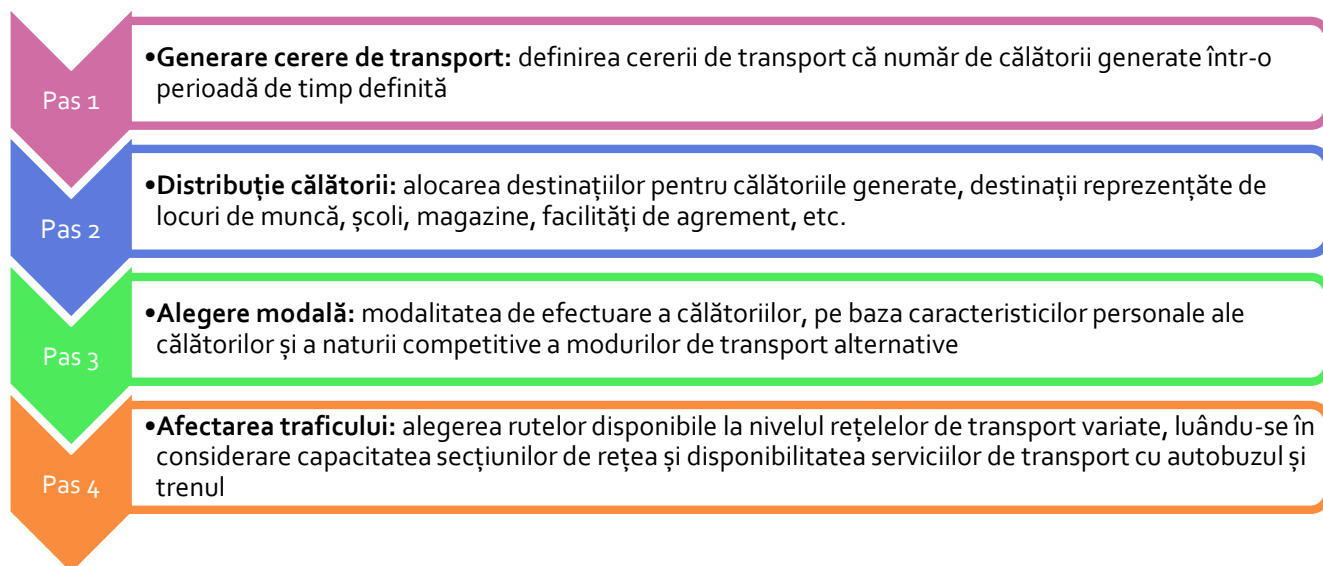 Pas 1
•Generare cerere de transport: definirea cererii de transport că număr de călătorii generate într-o
perioadă de timp definită
Pas 2
•Distribuție călătorii: alocarea destinațiilor pentru călătoriile generate, destinații reprezențăte de
locuri de muncă, școli, magazine, facilități de agrement, etc.
Pas 3
•Alegere modală: modalitatea de efectuare a călătoriilor, pe baza caracteristicilor personale ale
călătorilor și a naturii competitive a modurilor de transport alternative
Pas 4
•Afectarea traficului: alegerea rutelor disponibile la nivelul rețelelor de transport variate, luându-se în
considerare capacitatea secțiunilor de rețea și disponibilitatea serviciilor de transport cu autobuzul și
trenul